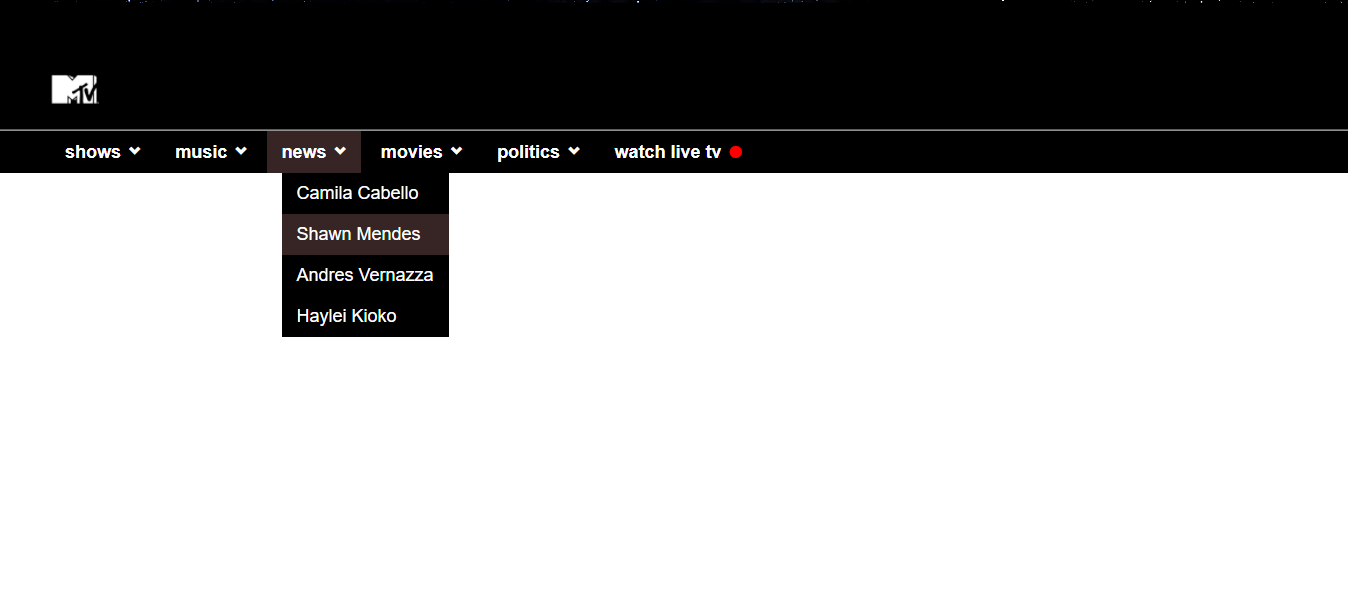 MTV
shows music news movies politics watch live tv
Camila Cabello
Shawn Mendes
Andres Vernazza
Haylei Kioko